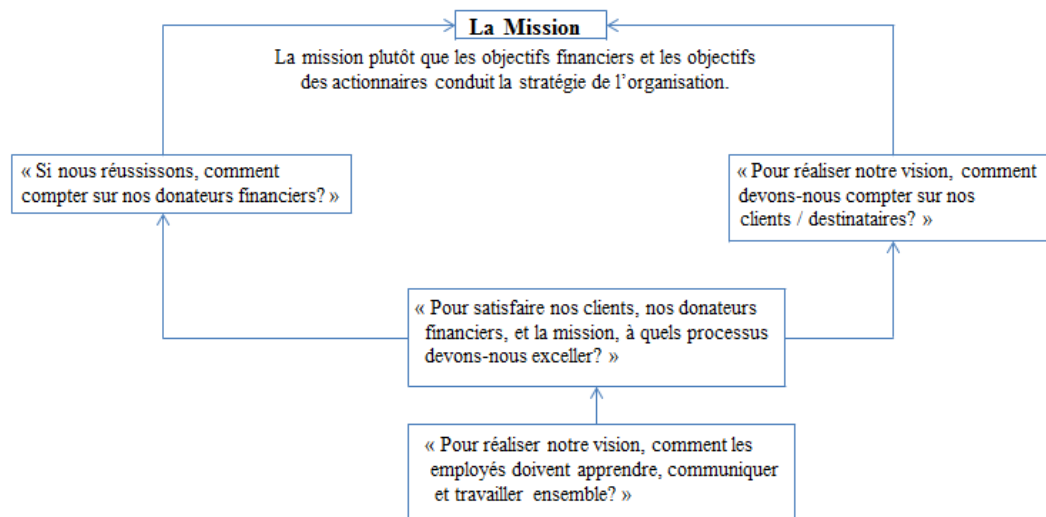 La Mission
La mission plutôt que les objectifs financiers et les objectifs
des actionnaires conduit la stratégie de l’organisation.
« Si nous réussissons, comment
compter sur nos donateurs financiers? »
« Pour réaliser notre vision, comment
devons-nous compter sur nos
clients / destinataires? »
« Pour satisfaire nos clients, nos donateurs
financiers, et la mission, à quels processus
devons-nous exceller? »
« Pour réaliser notre vision, comment les
employés doivent apprendre, communiquer
et travailler ensemble? »